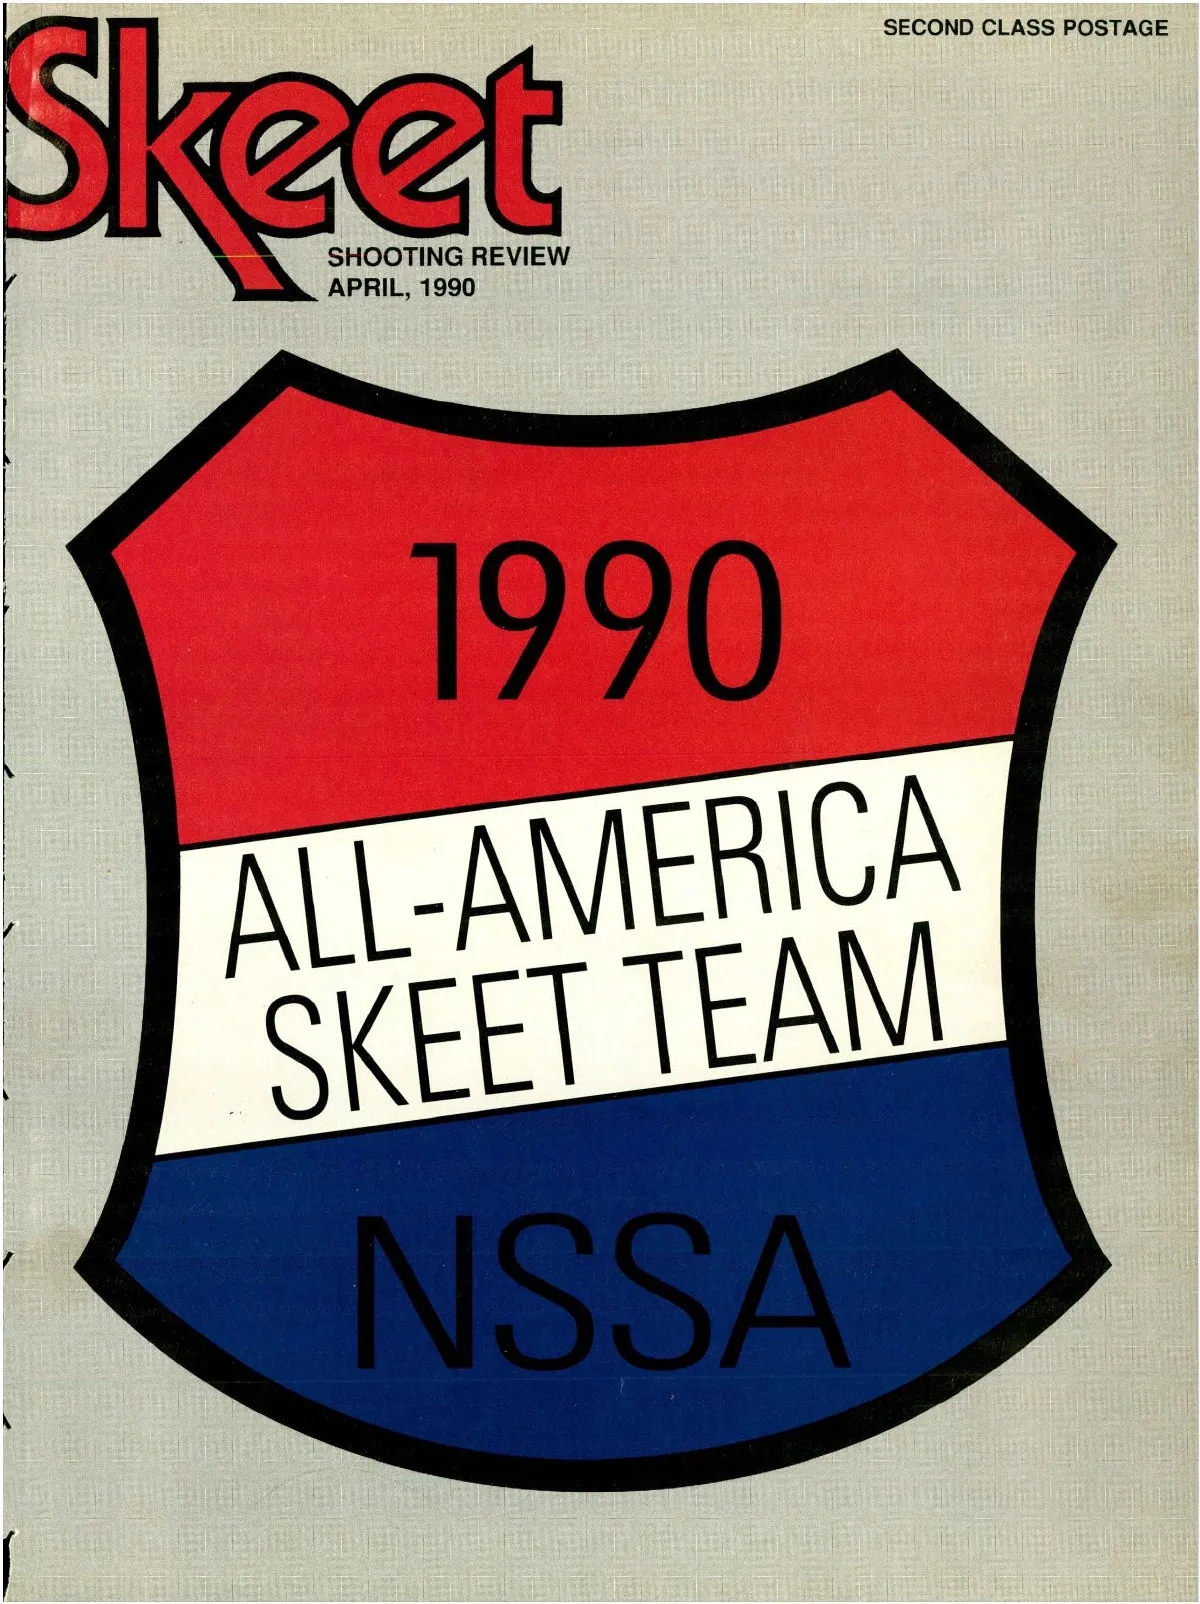 SECOND CLASS POSTAGE
Skeet
SHOOTING REVIEW
APRIL, 1990
1990
ALL-AMERICA
SKEET TEAM
NSSA